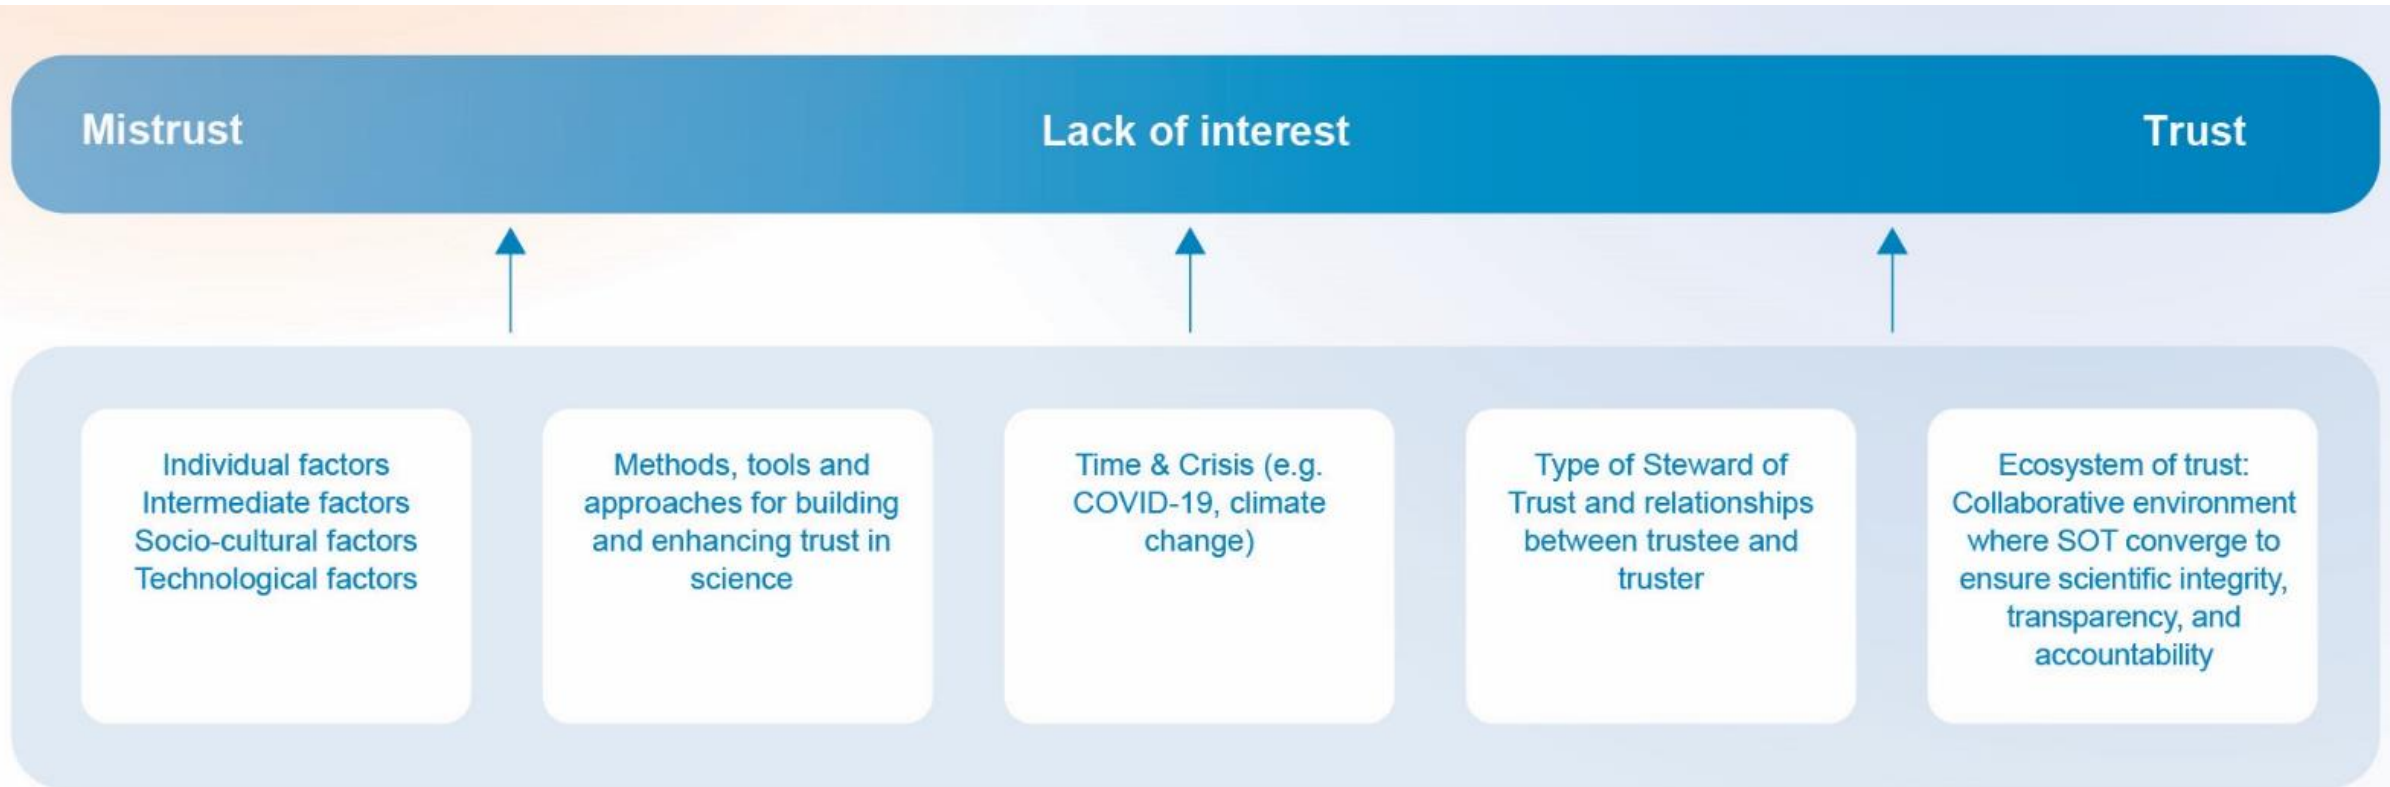 Mistrust
Lack of interest
Trust
Individual factors
Intermediate factors
Socio-cultural factors
Technological factors
Methods, tools and
approaches for building
and enhancing trust in
science
Time & Crisis (e.g.
COVID-19, climate
change)
Type of Steward of
Trust and relationships
between trustee and
truster
Ecosystem of trust:
Collaborative environment
where SOT converge to
ensure scientific integrity,
transparency, and
accountability